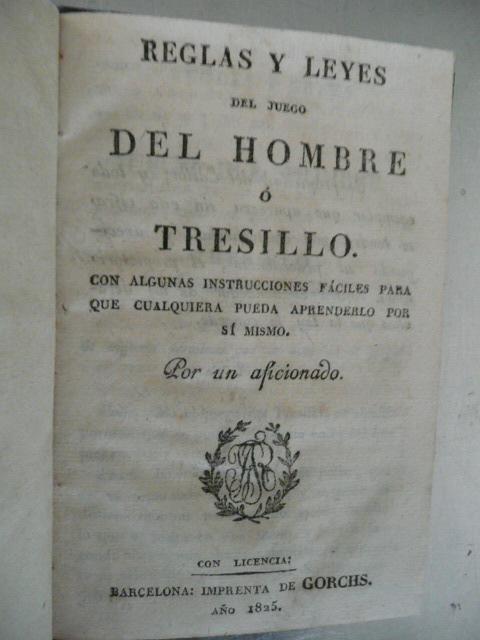 REGLAS Y LEYES
DEL JUEGO
DEL HOMBRE
Ó
TRESILLO.
CON ALGUNAS INSTRUCCIONES FÁCILES PARA
QUE CUALQUIERA PUEDA APRENDERLO POR
SÍ MISMO.
Por un aficionado.
CON LICENCIA:
BARCELONA: IMPRENTA DE GORCHS.
AÑO 1825.